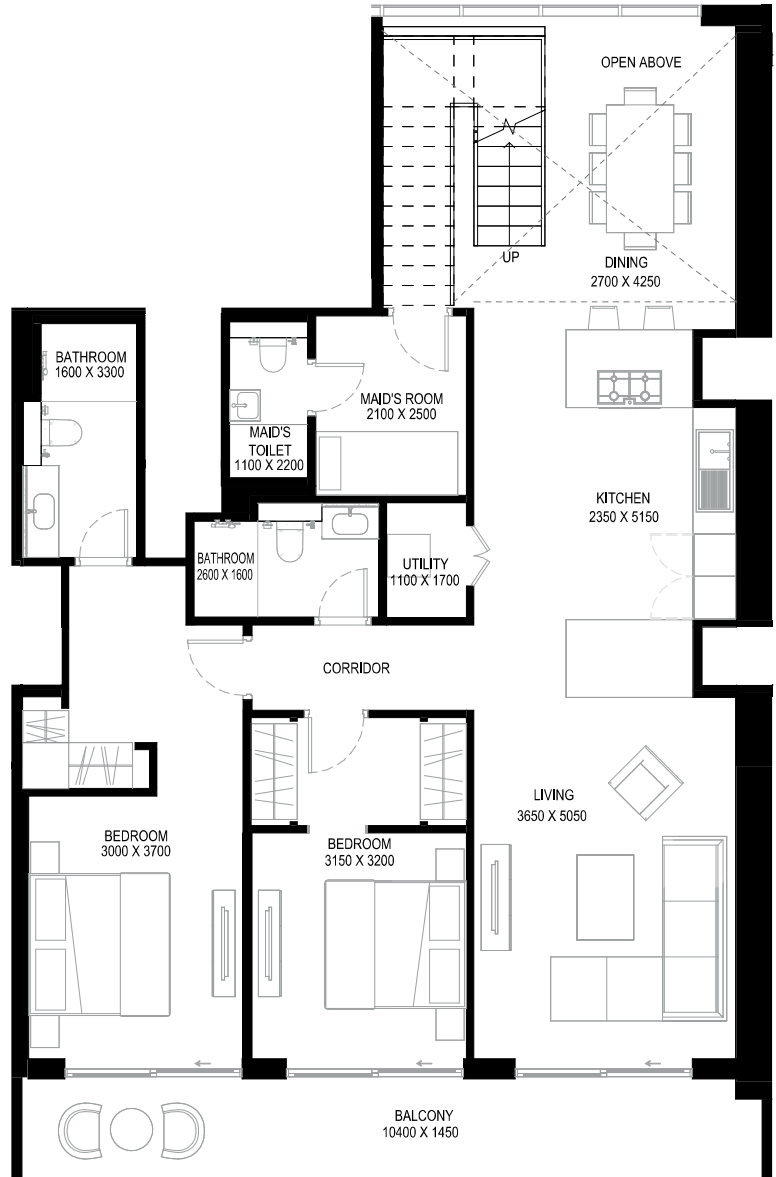 OPEN ABOVE
UP
DINING
2700 X 4250
BATHROOM
1600 X 3300
MAID'S ROOM
2100 X 2500
MAID'S
TOILET
1100 X 2200
KITCHEN
2350 X 5150
BATHROOM
2600 X 1600
UTILITY
1100 X 1700
CORRIDOR
LIVING
3650 X 5050
BEDROOM
3000 X 3700
BEDROOM
3150 X 3200
BALCONY
10400 X 1450